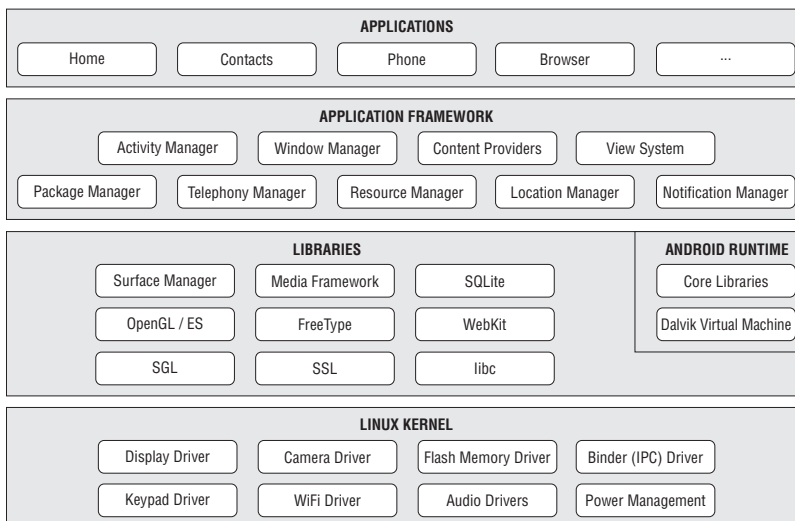 APPLICATIONS
Home Contacts Phone Browser ...
APPLICATION FRAMEWORK
Activity Manager Window Manager Content Providers View System
Package Manager Telephony Manager Resource Manager Location Manager Notification Manager
LIBRARIES
Surface Manager Media Framework SQLite
OpenGL / ES FreeType WebKit
SGL SSL libc
ANDROID RUNTIME
Core Libraries
Dalvik Virtual Machine
LINUX KERNEL
Display Driver Camera Driver Flash Memory Driver Binder (IPC) Driver
Keypad Driver WiFi Driver Audio Drivers Power Management